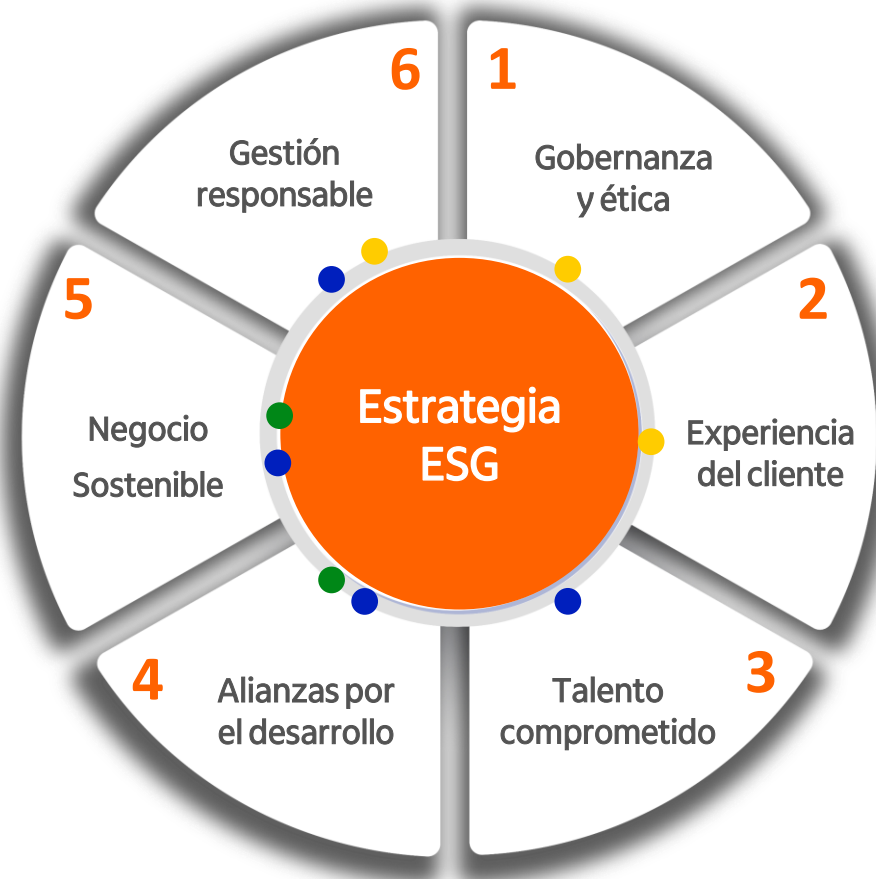 Estrategia
ESG
1
Gobernanza
y ética
2
Experiencia
del cliente
3
Talento
comprometido
4
Alianzas por
el desarrollo
5
Negocio
Sostenible
6
Gestión
responsable